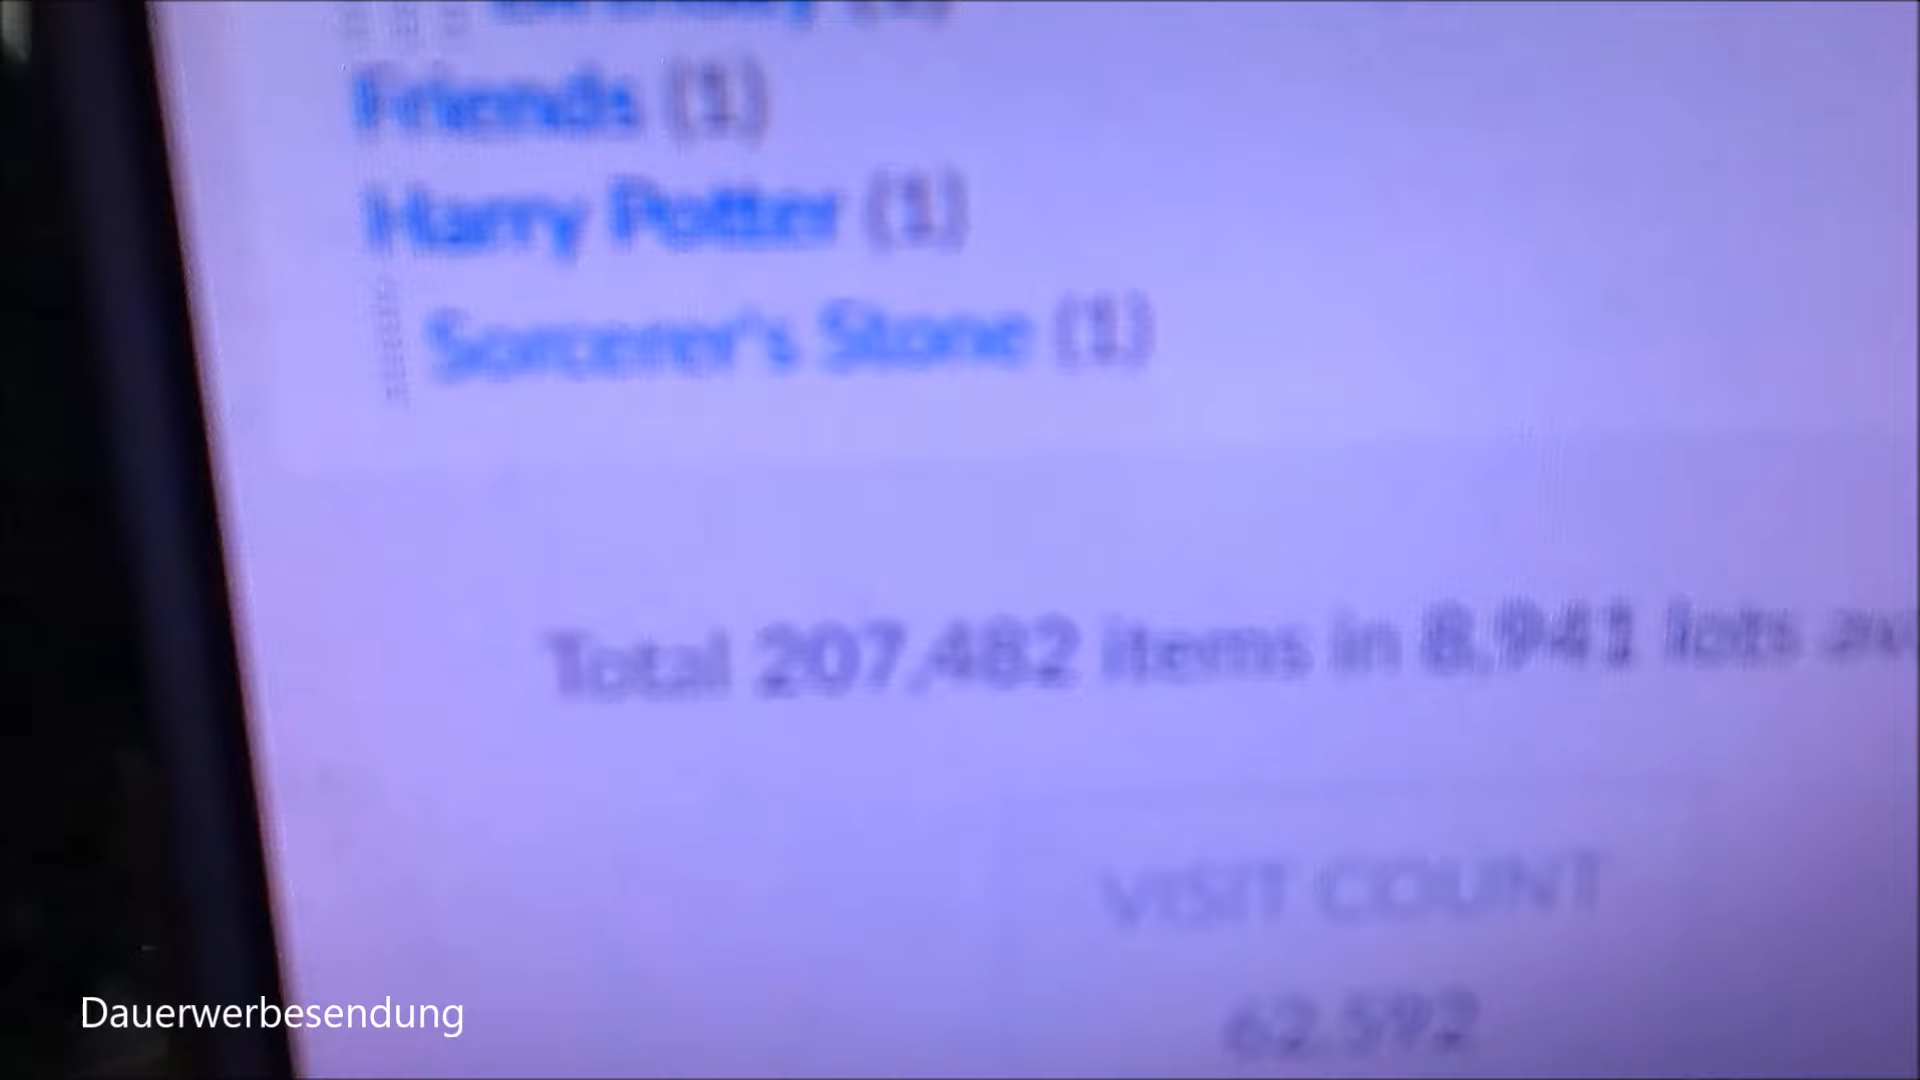 Friends (1)
Harry Potter (1)
Sorcerer's Stone (1)
Total 207,482 items in 8,941 lots
VISIT COUNT
62,592
Dauerwerbesendung